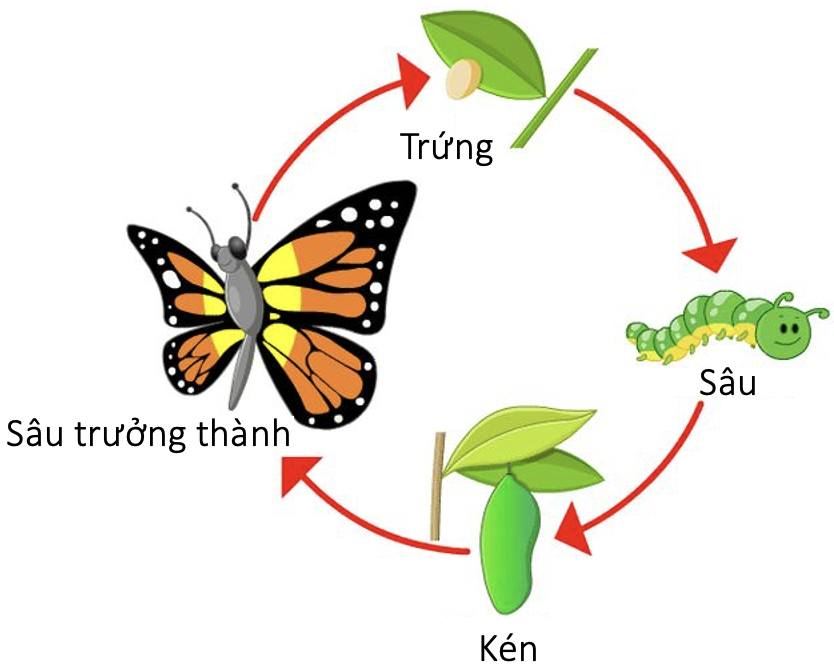 Trứng
Sâu
Sâu trưởng thành
Kén